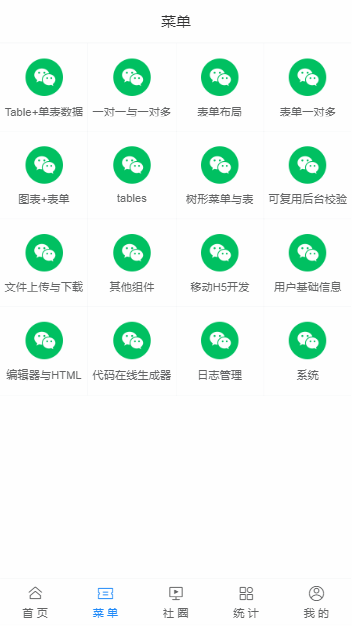 菜单
Table+单表数据 一对一与一对多 表单布局 表单一对多
图表+表单 tables 树形菜单与表 可复用后台校验
文件上传与下载 其他组件 移动H5开发 用户基础信息
编辑器与HTML 代码在线生成器 日志管理 系统
首页 菜单 社圈 统计 我的